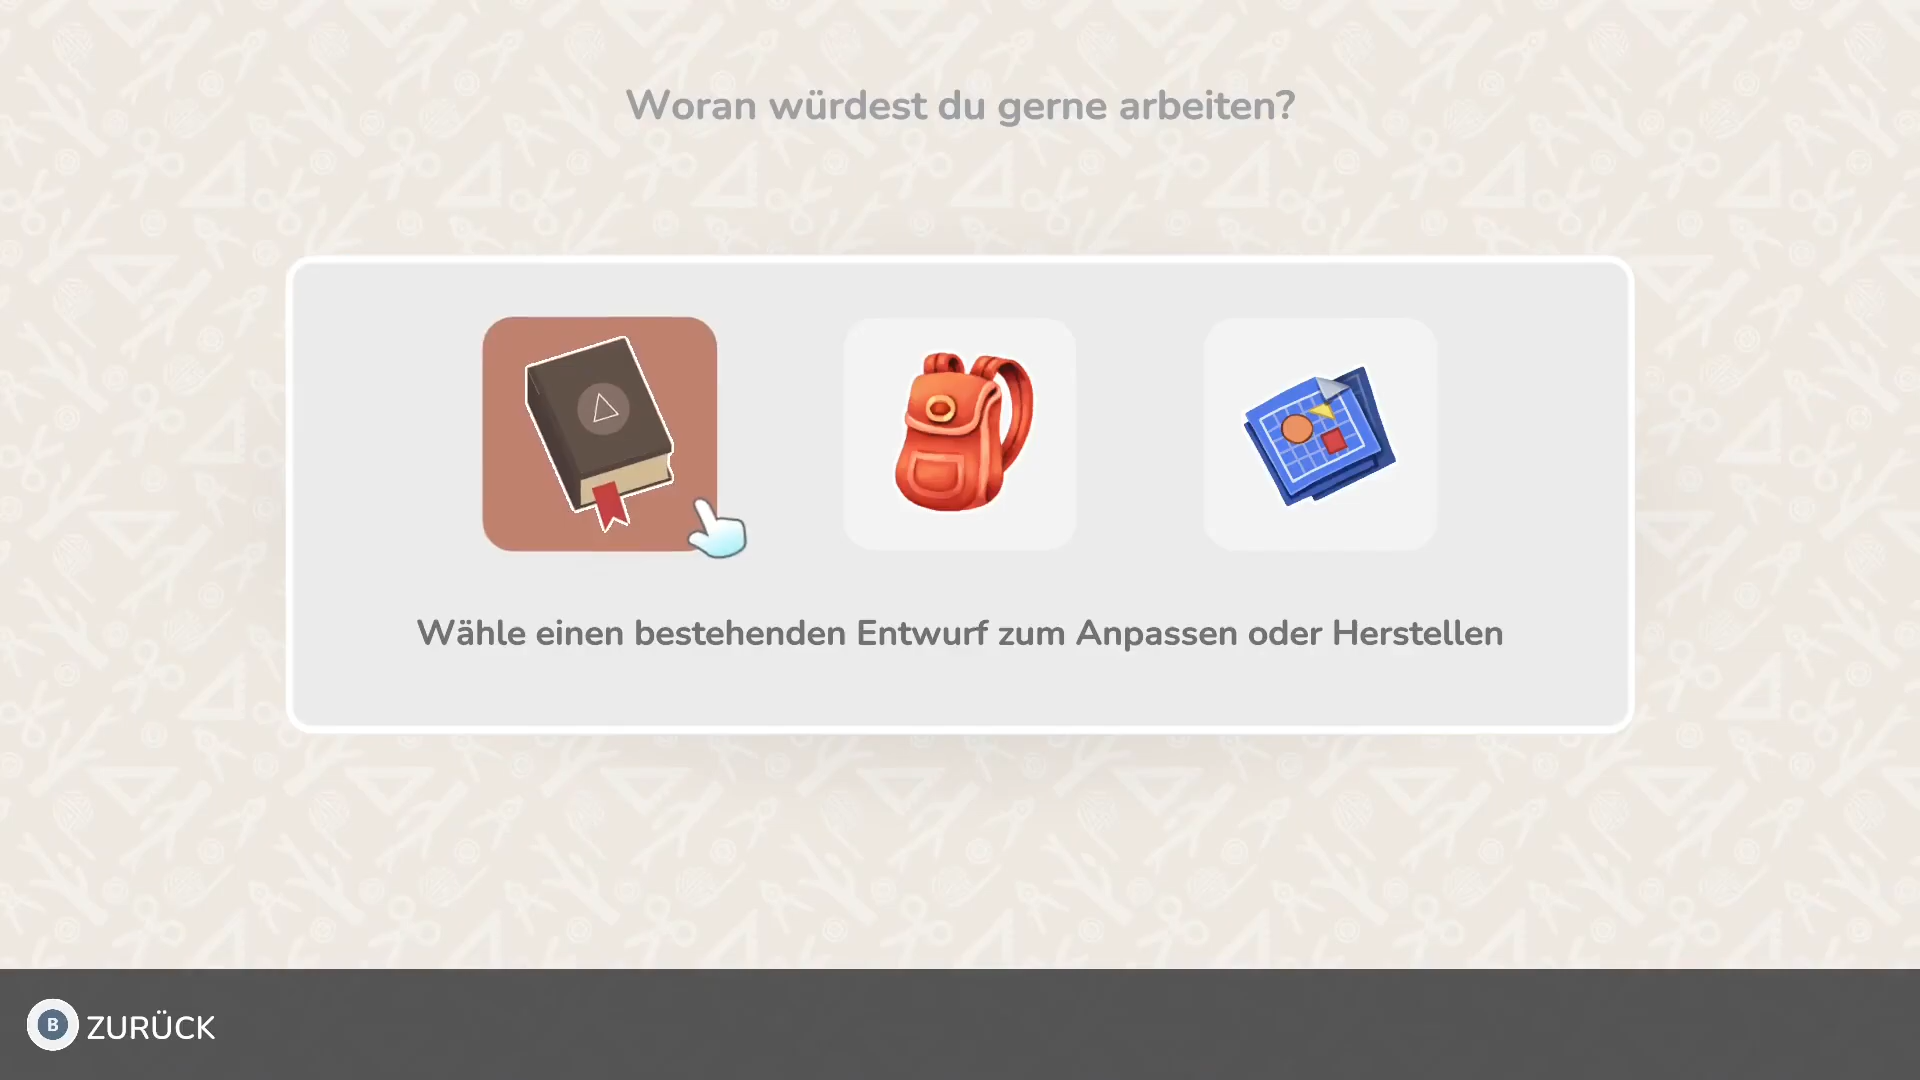 Woran würdest du gerne arbeiten?
Wähle einen bestehenden Entwurf zum Anpassen oder Herstellen
B ZURÜCK